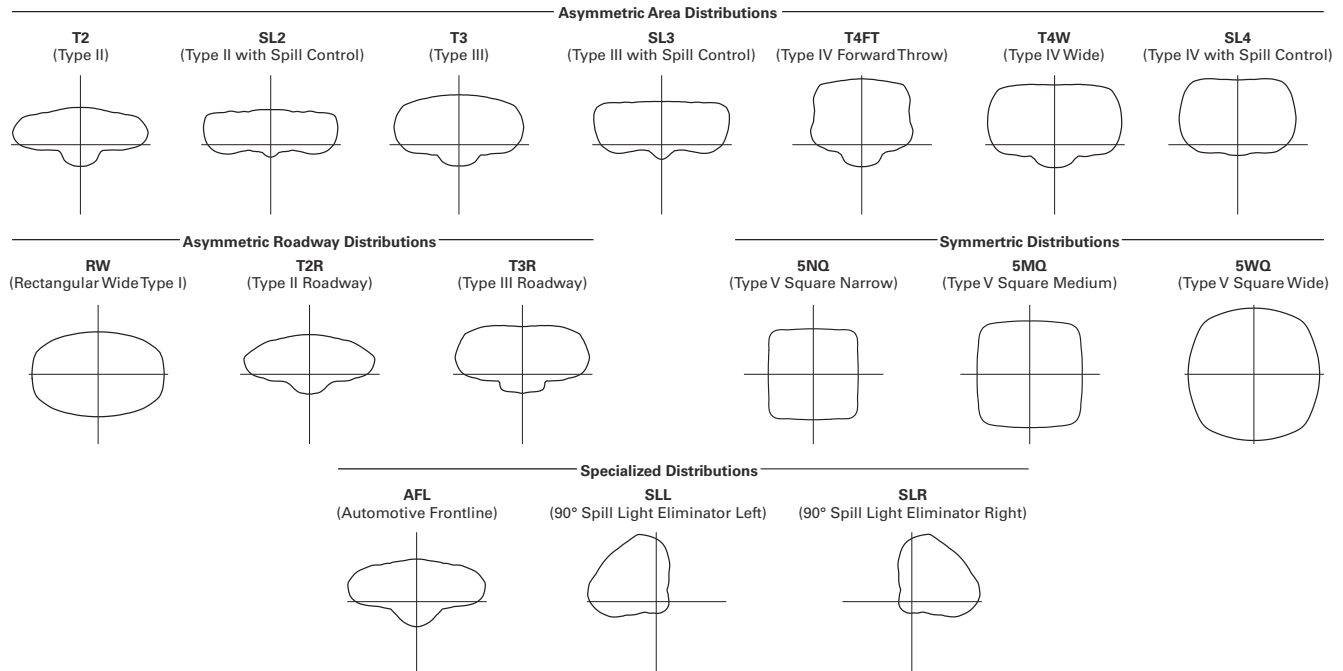 Asymmetric Area Distributions
T2
(Type II)
SL2
(Type II with Spill Control)
T3
(Type III)
SL3
(Type III with Spill Control)
T4FT
(Type IV Forward Throw)
T4W
(Type IV Wide)
SL4
(Type IV with Spill Control)
Asymmetric Roadway Distributions
RW
(Rectangular Wide Type I)
T2R
(Type II Roadway)
T3R
(Type III Roadway)
Symmertric Distributions
5NQ
(Type V Square Narrow)
5MQ
(Type V Square Medium)
5WQ
(Type V Square Wide)
Specialized Distributions
AFL
(Automotive Frontline)
SLL
(90° Spill Light Eliminator Left)
SLR
(90° Spill Light Eliminator Right)